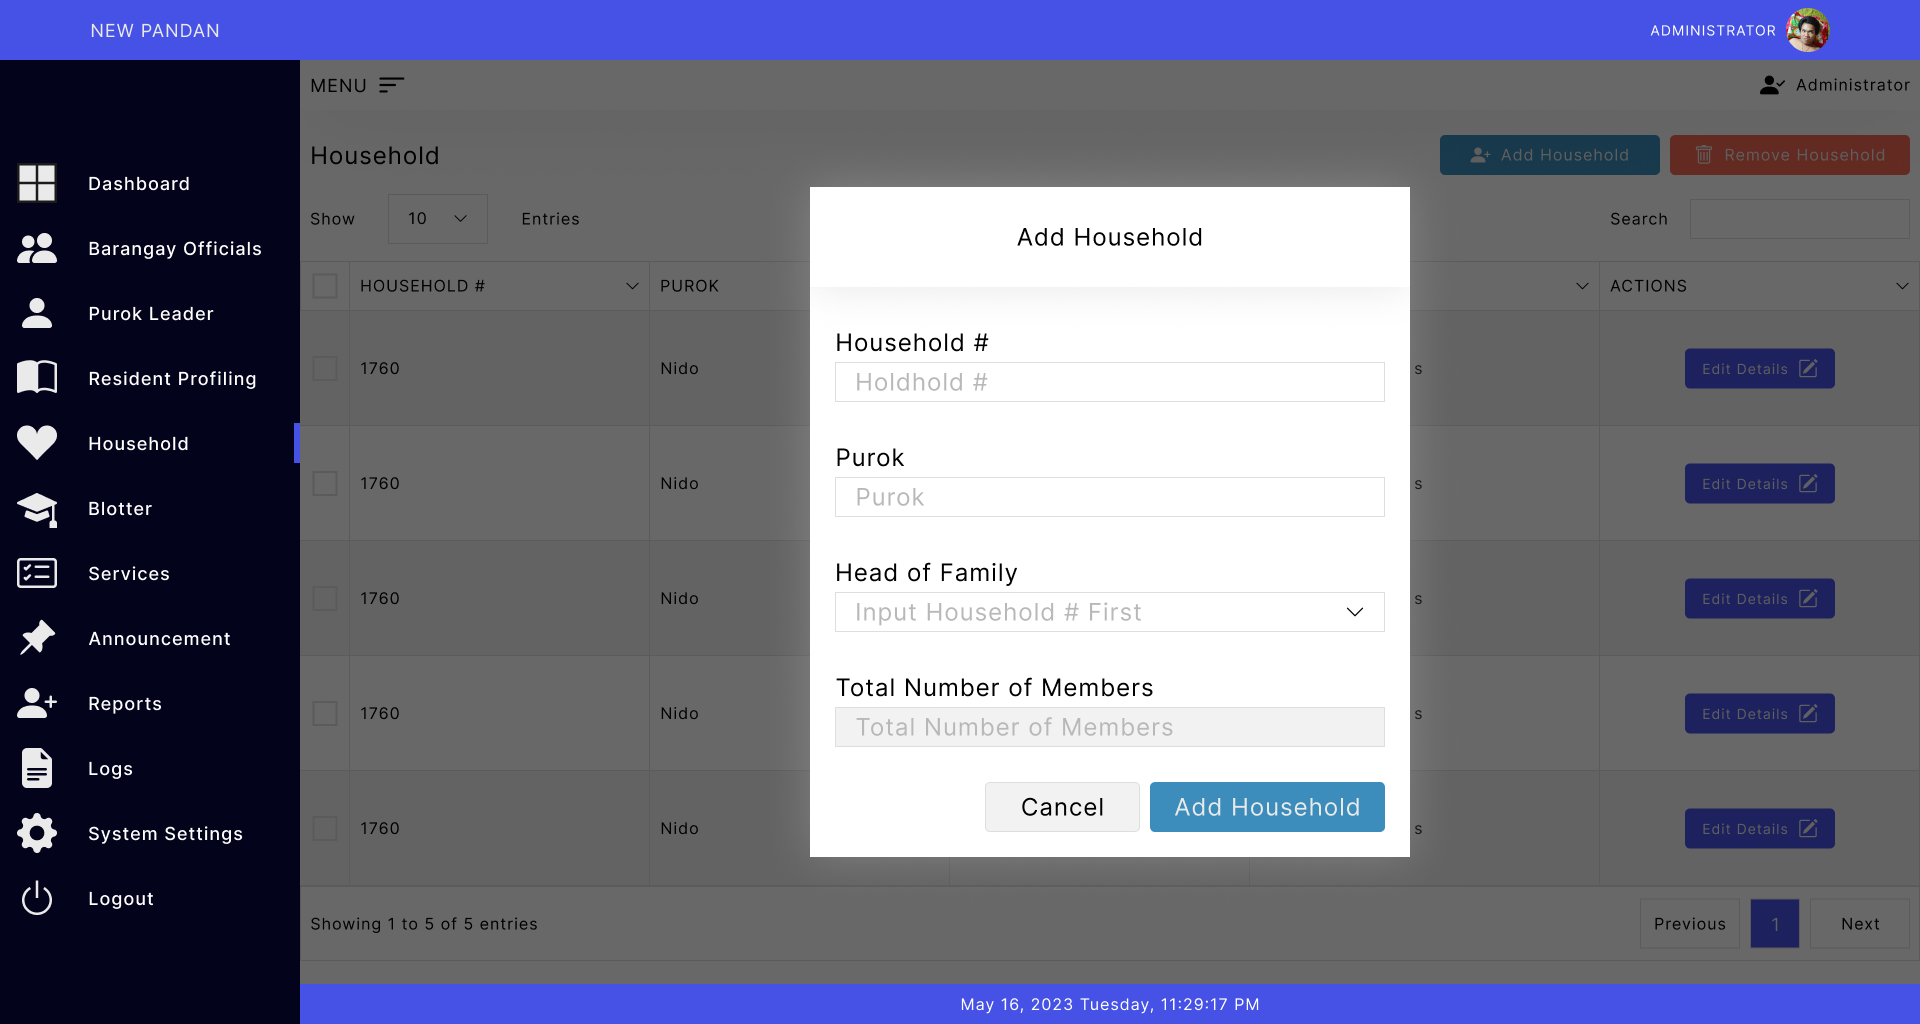 NEW PANDAN
ADMINISTRATOR
MENU
Administrator
Dashboard
Barangay Officials
Purok Leader
Resident Profiling
Household
Blotter
Services
Announcement
Reports
Logs
System Settings
Logout
Household
Add Household
Remove Household
Show 10 Entries
Search
HOUSEHOLD # PUROK ACTIONS
1760 Nido s Edit Details
1760 Nido s Edit Details
1760 Nido s Edit Details
1760 Nido s Edit Details
1760 Nido s Edit Details
Showing 1 to 5 of 5 entries
Previous 1 Next
Add Household
Household #
Holdhold #
Purok
Purok
Head of Family
Input Household # First
Total Number of Members
Total Number of Members
Cancel
Add Household
May 16, 2023 Tuesday, 11:29:17 PM